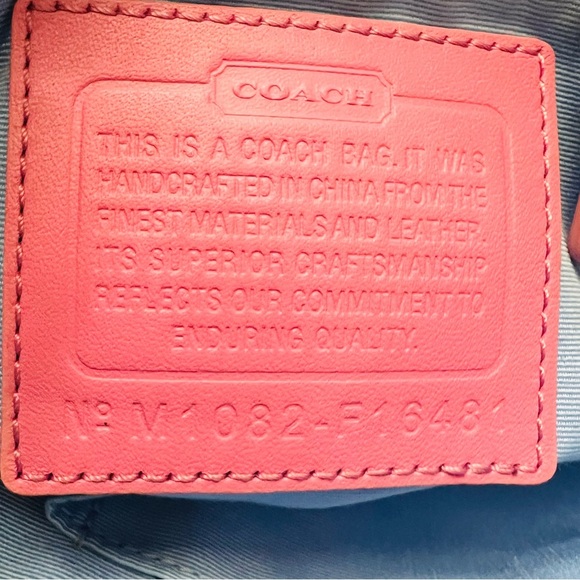 COACH
THIS IS A COACH BAG. IT WAS
HANDCRAFTED IN CHINA FROM THE
FINEST MATERIALS AND LEATHER.
ITS SUPERIOR CRAFTSMANSHIP
REFLECTS OUR COMMITMENT TO
ENDURING QUALITY.
Nº M1082-F16481